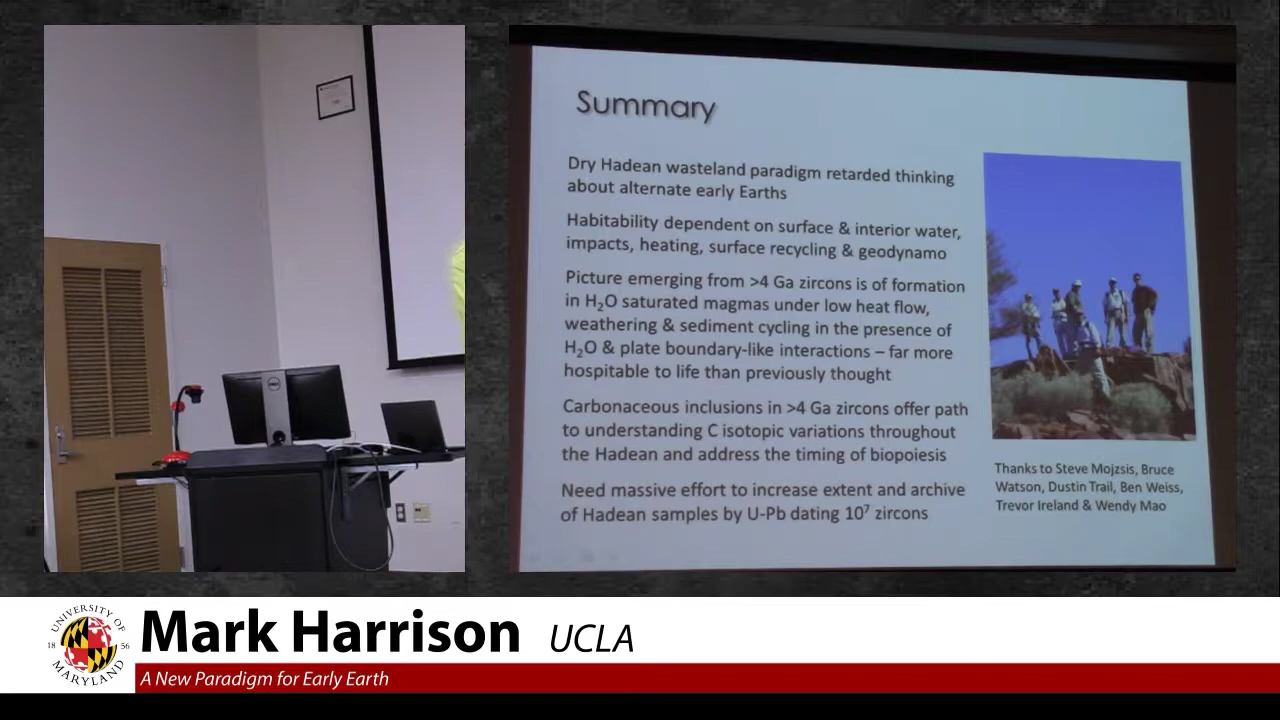 Summary
Dry Hadean wasteland paradigm retarded thinking
about alternate early Earths
Habitability dependent on surface & interior water,
impacts, heating, surface recycling & geodynamo
Picture emerging from >4 Ga zircons is of formation
in H₂O saturated magmas under low heat flow,
weathering & sediment cycling in the presence of
H₂O & plate boundary-like interactions – far more
hospitable to life than previously thought
Carbonaceous inclusions in >4 Ga zircons offer path
to understanding C isotopic variations throughout
the Hadean and address the timing of biopoiesis
Need massive effort to increase extent and archive
of Hadean samples by U-Pb dating 10⁷ zircons
Thanks to Steve Mojzsis, Bruce
Watson, Dustin Trail, Ben Weiss,
Trevor Ireland & Wendy Mao
DELL
UNIVERSITY OF
18 56
MARYLAND
Mark Harrison UCLA
A New Paradigm for Early Earth